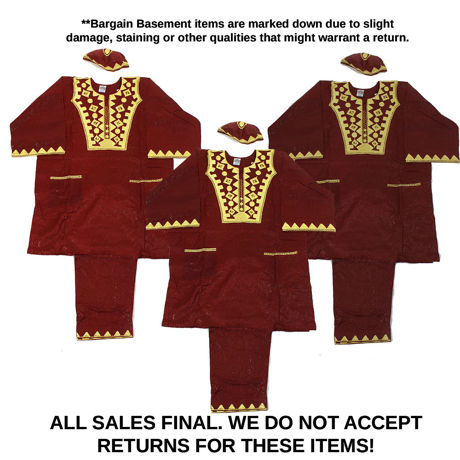 **Bargain Basement items are marked down due to slight
damage, staining or other qualities that might warrant a return.
ALL SALES FINAL. WE DO NOT ACCEPT
RETURNS FOR THESE ITEMS!